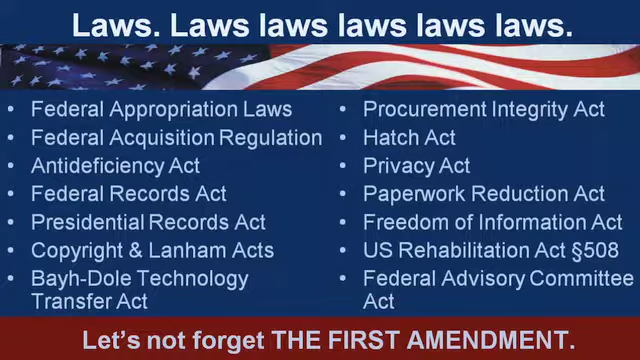 Laws. Laws laws laws laws laws.
• Federal Appropriation Laws
• Federal Acquisition Regulation
• Antideficiency Act
• Federal Records Act
• Presidential Records Act
• Copyright & Lanham Acts
• Bayh-Dole Technology
Transfer Act
• Procurement Integrity Act
• Hatch Act
• Privacy Act
• Paperwork Reduction Act
• Freedom of Information Act
• US Rehabilitation Act §508
• Federal Advisory Committee
Act
Let’s not forget THE FIRST AMENDMENT.